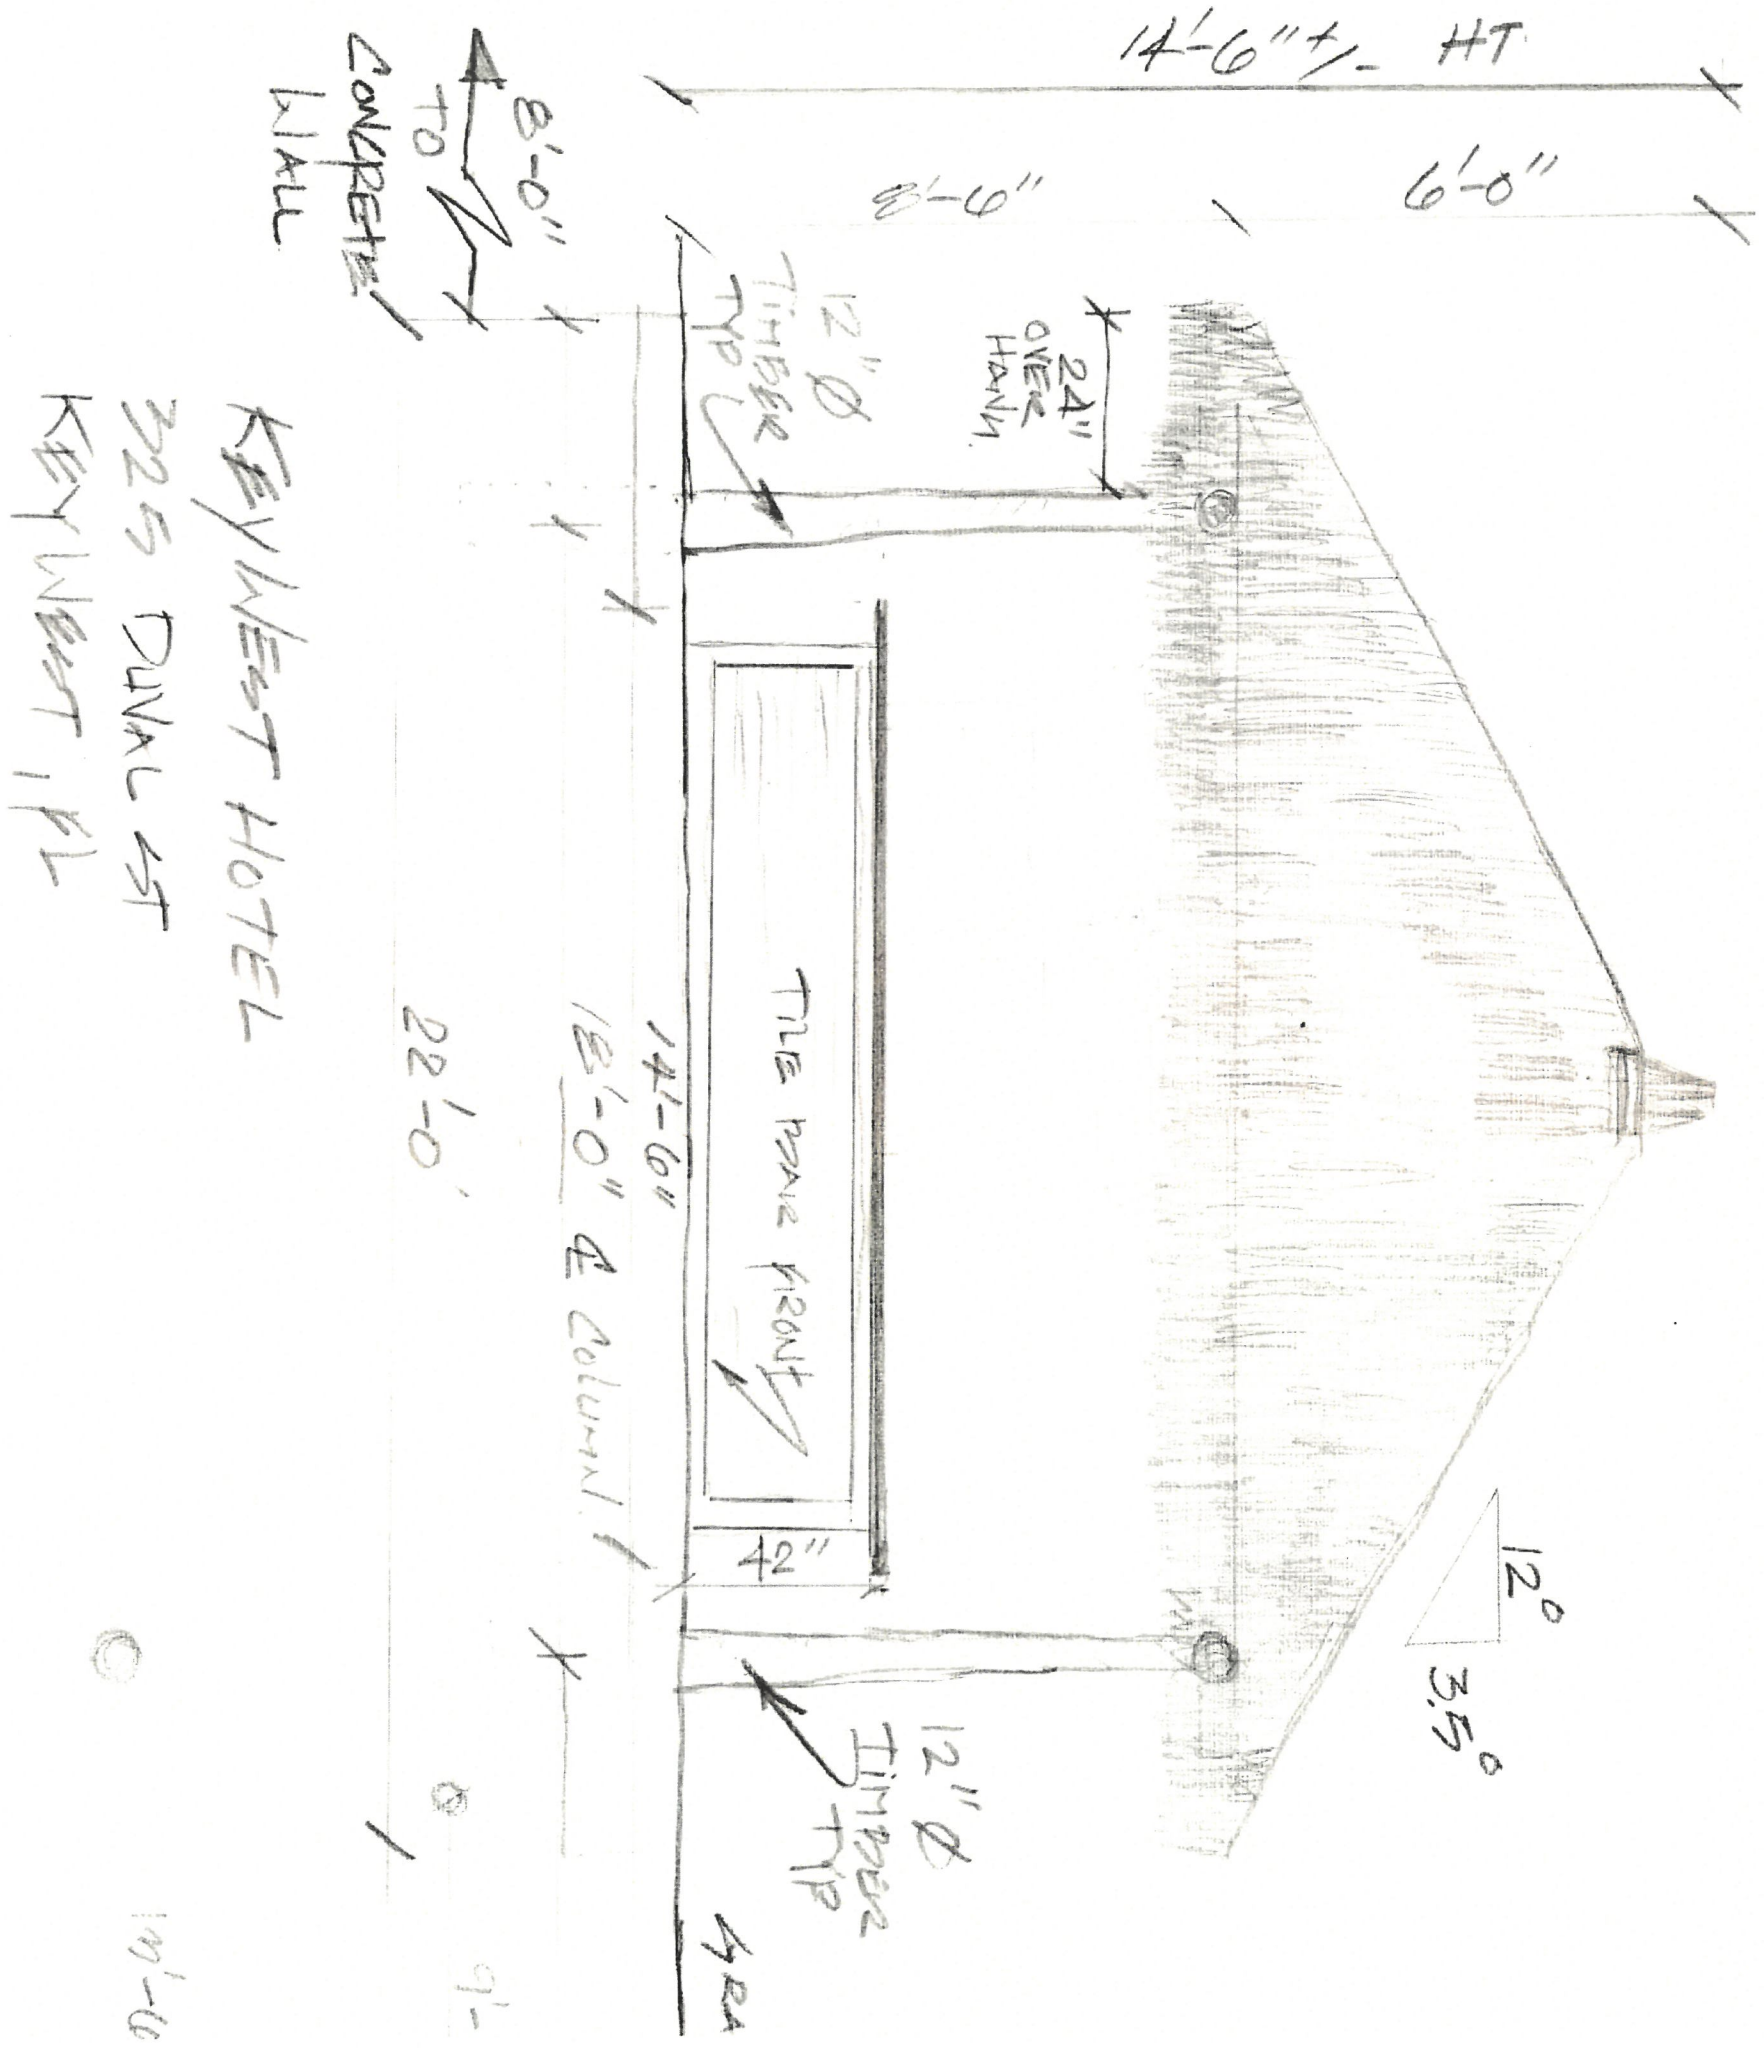 14'-6" +/- HT.
6'-0"
8'-6"
8'-0"
TO
CONCRETE
WALL
12" Ø
TIMBER
TYP
24"
OVER
HANG.
12°
3.5°
TILE BAR FRONT
42"
12" Ø
TIMBER
TYP
GRA
14'-6"
18'-0" ℄ COLUMN
22'-0
9'-
KEY WEST HOTEL
325 DUVAL ST
KEY WEST, FL